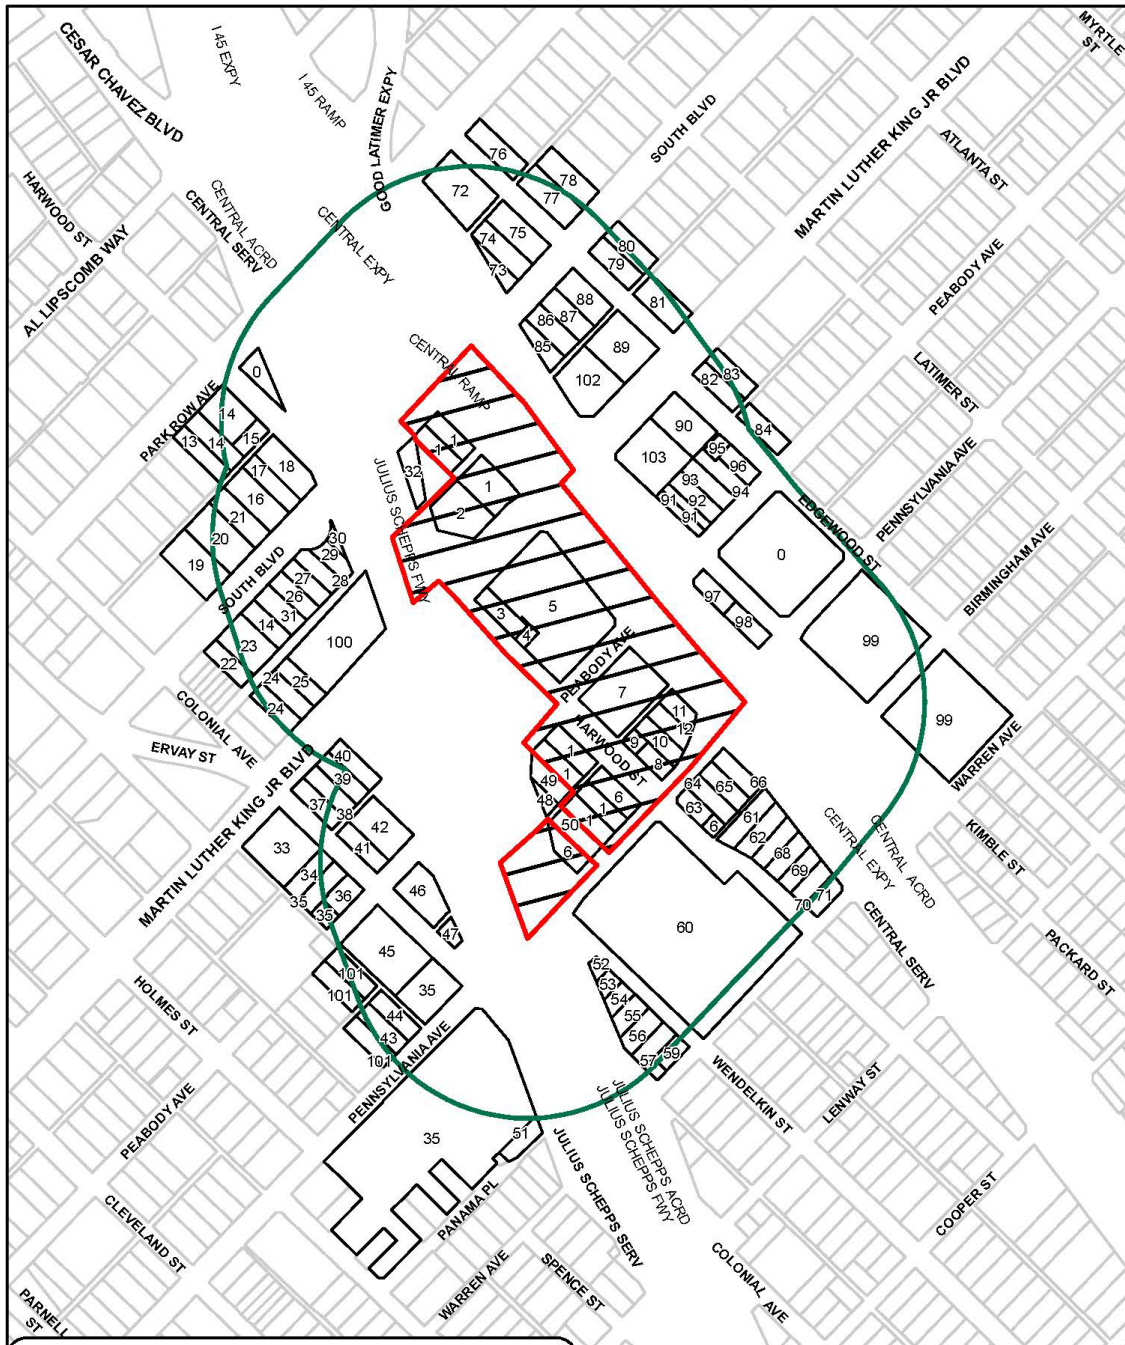 CESAR CHAVEZ BLVD
I 45 EXPY
I 45 RAMP
GOOD LATIMER EXPY
SOUTH BLVD
MARTIN LUTHER KING JR BLVD
MYRTLE
ST
ATLANTA ST
HARWOOD ST
AL LIPSCOMB WAY
CENTRAL ACRD
CENTRAL SERV
CENTRAL EXPY
PEABODY AVE
LATIMER ST
PENNSYLVANIA AVE
BIRMINGHAM AVE
EDGEWOOD ST
76
72
78
77
75
74
73
80
79
81
88
86
87
85
89
102
83
82
84
CENTRAL RAMP
0
PARK ROW AVE
14
13
14
15
17
18
16
21
20
19
1
1
32
1
2
JULIUS SCHEPPS FWY
90
103
95
96
93
94
91
92
91
0
97
98
99
99
30
29
28
27
26
31
14
23
22
SOUTH BLVD
100
24
25
24
5
3
4
PEABODY AVE
7
11
12
10
9
8
HARWOOD ST
1
1
49
48
6
1
1
50
6
COLONIAL AVE
ERVAY ST
MARTIN LUTHER KING JR BLVD
40
39
37
38
42
41
33
34
35
36
35
46
47
45
35
101
101
44
43
101
64
65
66
63
6
61
62
68
69
70
71
60
WARREN AVE
KIMBLE ST
CENTRAL EXPY
CENTRAL ACRD
CENTRAL SERV
PACKARD ST
52
53
54
55
56
57
59
HOLMES ST
PENNSYLVANIA AVE
PEABODY AVE
35
51
PANAMA PL
CLEVELAND ST
WARREN AVE
SPENCE ST
JULIUS SCHEPPS SERV
JULIUS SCHEPPS ACRD
JULIUS SCHEPPS FWY
WENDELKIN ST
LENWAY ST
COOPER ST
COLONIAL AVE
PARNELL
ST